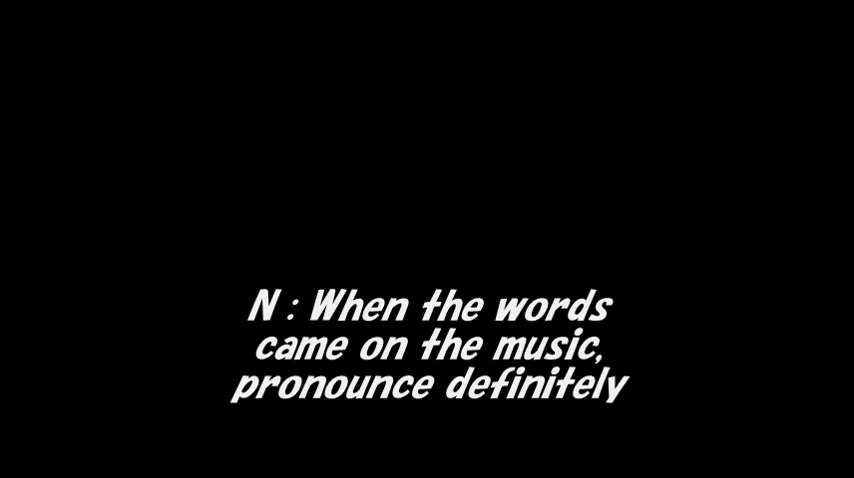 N : When the words
came on the music,
pronounce definitely